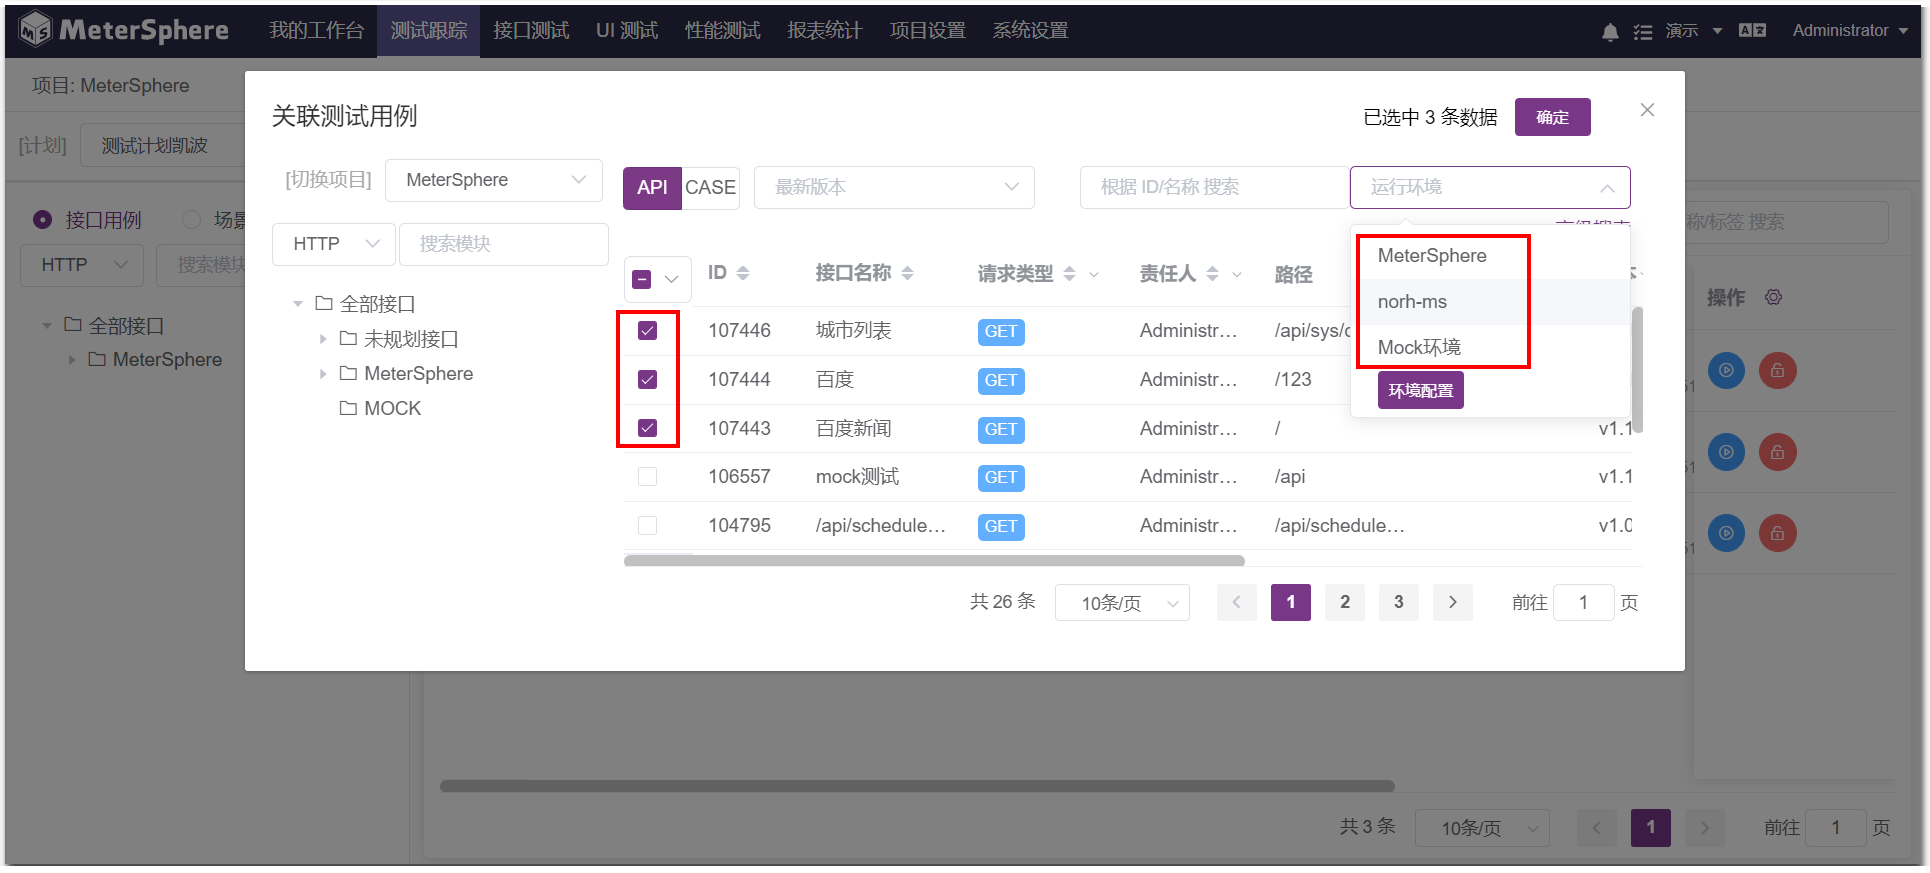 MeterSphere 我的工作台 测试跟踪 接口测试 UI 测试 性能测试 报表统计 项目设置 系统设置 演示 Administrator
项目: MeterSphere
关联测试用例 已选中 3 条数据 确定
[计划] 测试计划凯波
[切换项目] MeterSphere API CASE 最新版本 根据 ID/名称 搜索 运行环境
接口用例 场景 称/标签 搜索
HTTP 搜索模块
HTTP 搜索模块
MeterSphere
ID 接口名称 请求类型 责任人 路径
操作
norh-ms
全部接口
全部接口
107446 城市列表 GET Administr... /api/sys/c
未规划接口
Mock环境
MeterSphere
MeterSphere
107444 百度 GET Administr... /123
环境配置
MOCK
107443 百度新闻 GET Administr... / v1.1
106557 mock测试 GET Administr... /api v1.1
104795 /api/schedule... GET Administr... /api/schedule... v1.0
共 26 条 10条/页 1 2 3 前往 1 页
共 3 条 10条/页 1 前往 1 页